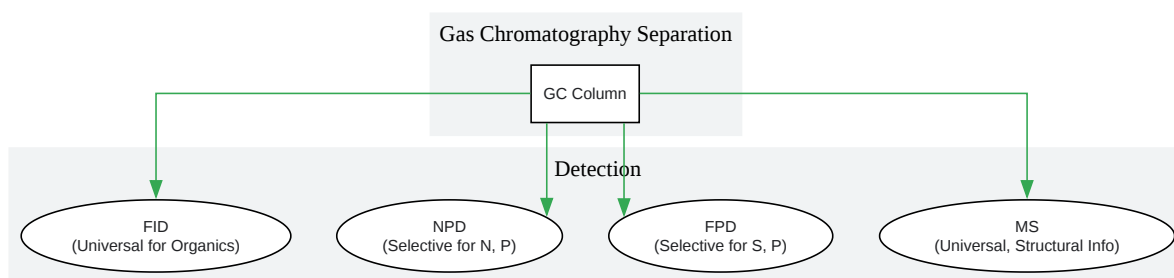 Gas Chromatography Separation
GC Column
Detection
FID
(Universal for Organics)
NPD
(Selective for N, P)
FPD
(Selective for S, P)
MS
(Universal, Structural Info)